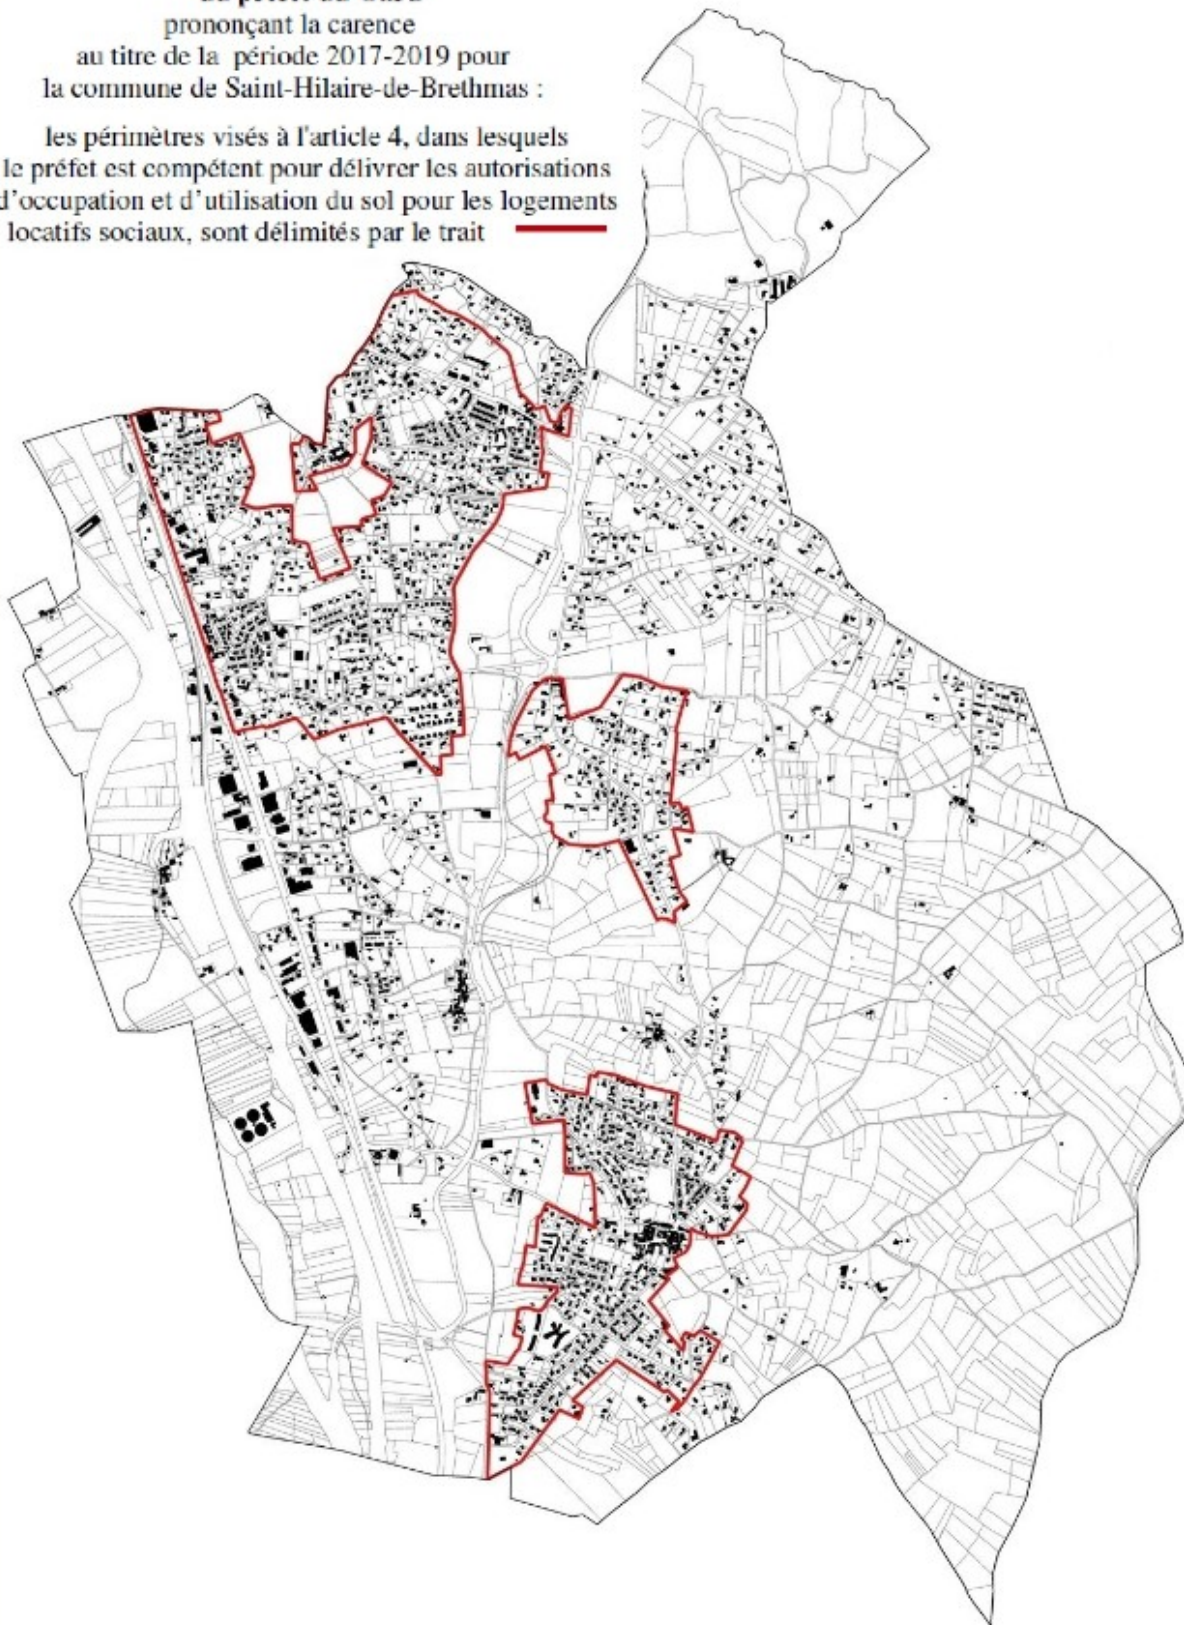 prononçant la carence
au titre de la période 2017-2019 pour
la commune de Saint-Hilaire-de-Brethmas :
les périmètres visés à l'article 4, dans lesquels
le préfet est compétent pour délivrer les autorisations
d'occupation et d'utilisation du sol pour les logements
locatifs sociaux, sont délimités par le trait